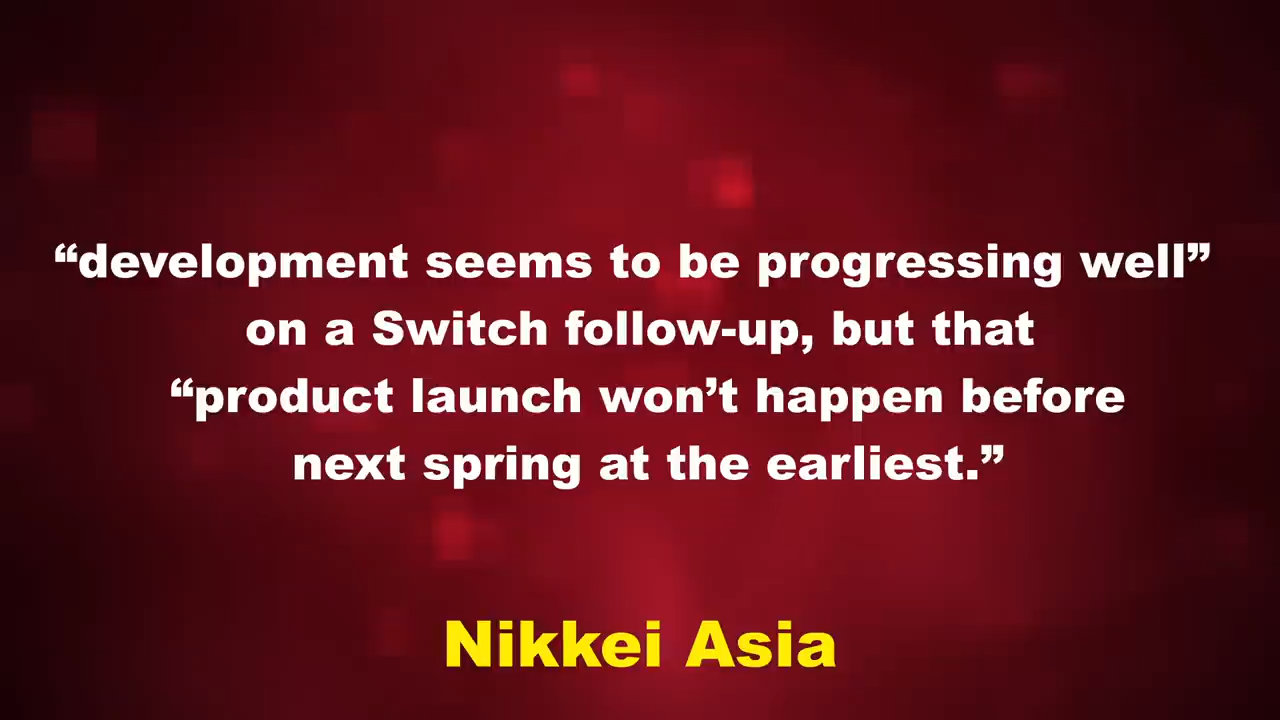 “development seems to be progressing well”
on a Switch follow-up, but that
“product launch won’t happen before
next spring at the earliest.”
Nikkei Asia